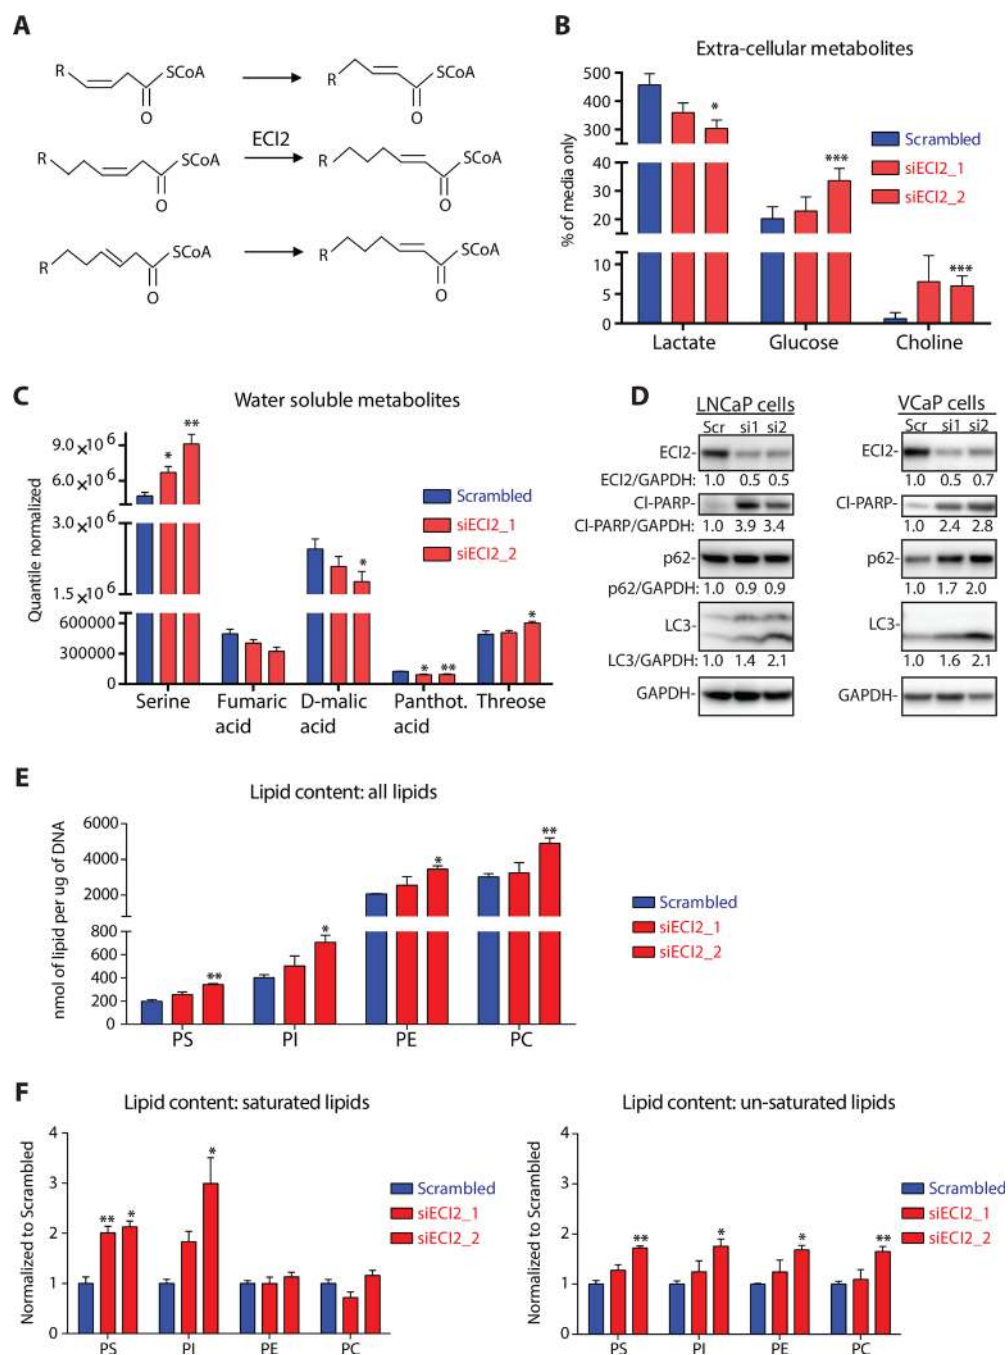 A
R
SCoA
O
R
SCoA
O
ECI2
R
SCoA
O
R
SCoA
O
R
SCoA
O
R
SCoA
O
B
Extra-cellular metabolites
% of media only
500
400
300
40
30
20
10
5
0
*
***
***
Lactate
Glucose
Choline
Scrambled
siECI2_1
siECI2_2
C
Water soluble metabolites
Quantile normalized
9.0×10⁶
6.0×10⁶
3.0×10⁶
1.5×10⁶
600000
300000
0
*
**
*
*
**
*
Serine
Fumaric acid
D-malic acid
Panthot. acid
Threose
Scrambled
siECI2_1
siECI2_2
D
LNCaP cells
Scr si1 si2
ECI2-
ECI2/GAPDH: 1.0 0.5 0.5
Cl-PARP-
Cl-PARP/GAPDH: 1.0 3.9 3.4
p62-
p62/GAPDH: 1.0 0.9 0.9
LC3-
LC3/GAPDH: 1.0 1.4 2.1
GAPDH-
VCaP cells
Scr si1 si2
ECI2-
1.0 0.5 0.7
Cl-PARP-
1.0 2.4 2.8
p62-
1.0 1.7 2.0
LC3-
1.0 1.6 2.1
GAPDH-
E
Lipid content: all lipids
nmol of lipid per ug of DNA
6000
4000
2000
800
600
400
200
0
**
*
*
**
PS
PI
PE
PC
Scrambled
siECI2_1
siECI2_2
F
Lipid content: saturated lipids
Normalized to Scrambled
4
3
2
1
0
**
*
*
PS
PI
PE
PC
Scrambled
siECI2_1
siECI2_2
Lipid content: un-saturated lipids
Normalized to Scrambled
4
3
2
1
0
**
*
*
**
PS
PI
PE
PC
Scrambled
siECI2_1
siECI2_2